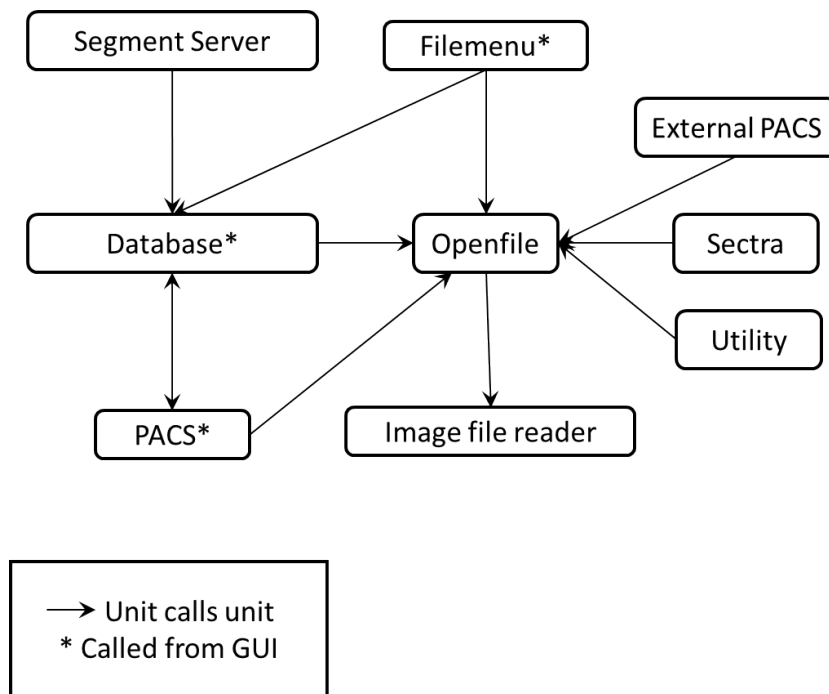 Segment Server
Filemenu*
External PACS
Database*
Openfile
Sectra
Utility
PACS*
Image file reader
Unit calls unit
* Called from GUI